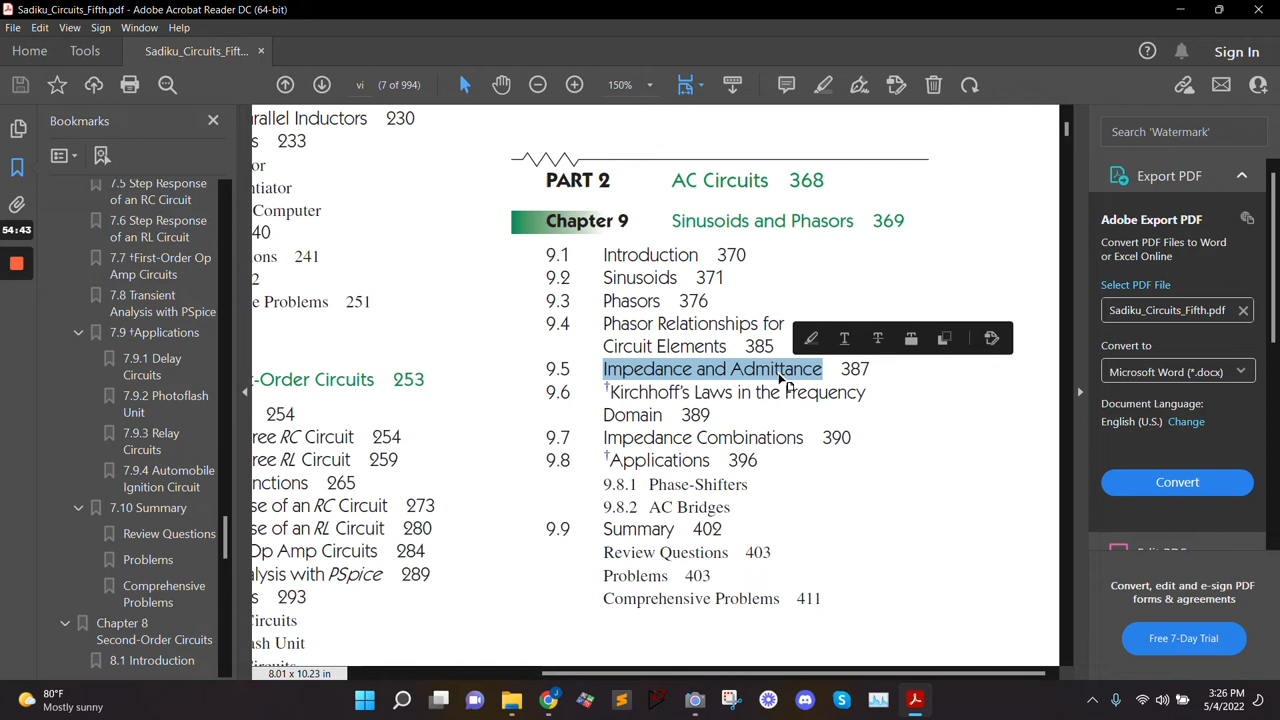 Sadiku_Circuits_Fifth.pdf - Adobe Acrobat Reader DC (64-bit)
File Edit View Sign Window Help
Home Tools Sadiku_Circuits_Fift... × Sign In
vi (7 of 994) 150%
Bookmarks
7.5 Step Response
of an RC Circuit
7.6 Step Response
of an RL Circuit
7.7 †First-Order Op
Amp Circuits
7.8 Transient
Analysis with PSpice
7.9 †Applications
7.9.1 Delay
Circuits
7.9.2 Photoflash
Unit
7.9.3 Relay
Circuits
7.9.4 Automobile
Ignition Circuit
7.10 Summary
Review Questions
Problems
Comprehensive
Problems
Chapter 8
Second-Order Circuits
8.1 Introduction
54:43
rallel Inductors 230
s 233
or
ntiator
Computer
40
ions 241
2
e Problems 251
t-Order Circuits 253
254
ree RC Circuit 254
ree RL Circuit 259
nctions 265
se of an RC Circuit 273
se of an RL Circuit 280
Op Amp Circuits 284
alysis with PSpice 289
s 293
Circuits
ash Unit
8.01 x 10.23 in
PART 2 AC Circuits 368
Chapter 9 Sinusoids and Phasors 369
9.1 Introduction 370
9.2 Sinusoids 371
9.3 Phasors 376
9.4 Phasor Relationships for
Circuit Elements 385
9.5 Impedance and Admittance 387
9.6 †Kirchhoff's Laws in the Frequency
Domain 389
9.7 Impedance Combinations 390
9.8 †Applications 396
9.8.1 Phase-Shifters
9.8.2 AC Bridges
9.9 Summary 402
Review Questions 403
Problems 403
Comprehensive Problems 411
Search 'Watermark'
Export PDF
Adobe Export PDF
Convert PDF Files to Word
or Excel Online
Select PDF File
Sadiku_Circuits_Fifth.pdf
Convert to
Microsoft Word (*.docx)
Document Language:
English (U.S.) Change
Convert
Convert, edit and e-sign PDF
forms & agreements
Free 7-Day Trial
80°F
Mostly sunny
3:26 PM
5/4/2022